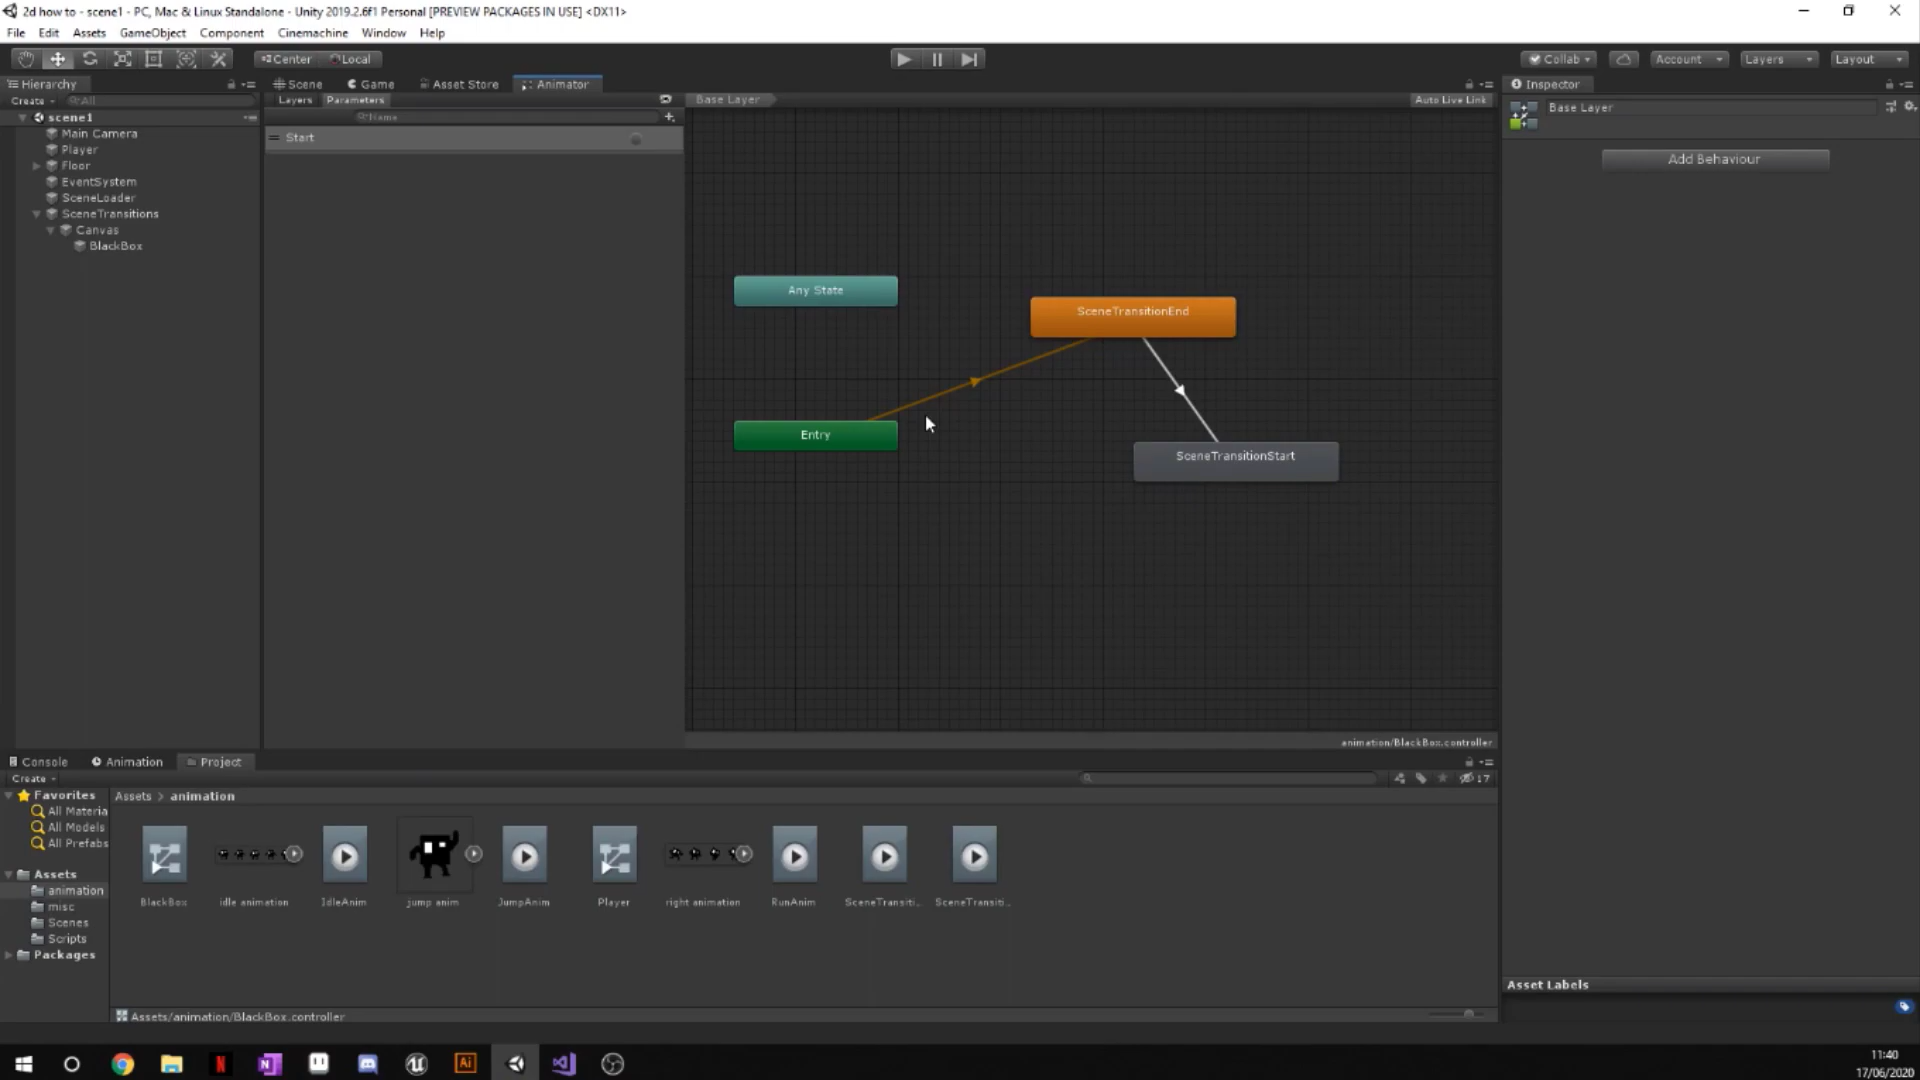 2d how to - scene1 - PC, Mac & Linux Standalone - Unity 2019.2.6f1 Personal [PREVIEW PACKAGES IN USE] <DX11>
File Edit Assets GameObject Component Cinemachine Window Help
Center Local Collab Account Layers Layout
Hierarchy Scene Game Asset Store Animator Inspector
Create All Layers Parameters Base Layer Auto Live Link Base Layer
Name
scene1
Main Camera
Player
Floor
EventSystem
SceneLoader
SceneTransitions
Canvas
BlackBox
Start
Add Behaviour
Any State
SceneTransitionEnd
Entry
SceneTransitionStart
animation/BlackBox.controller
Console Animation Project
Create 17
Favorites
All Materia
All Models
All Prefabs
Assets
animation
misc
Scenes
Scripts
Packages
Assets > animation
BlackBox idle animation IdleAnim jump anim JumpAnim Player right animation RunAnim SceneTransiti.. SceneTransiti..
Asset Labels
Assets/animation/BlackBox.controller
N
N
Ai
11:40
17/06/2020